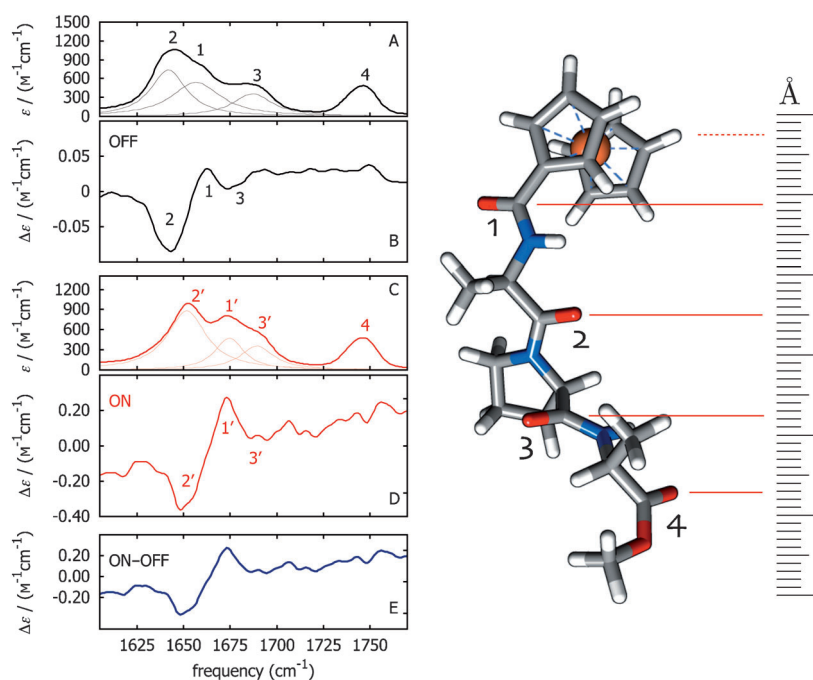 1500
1200
900
600
300
0
ε / (M⁻¹cm⁻¹)
2
1
3
4
A
0.05
0
-0.05
Δε / (M⁻¹cm⁻¹)
OFF
1
3
2
B
1200
900
600
300
0
ε / (M⁻¹cm⁻¹)
2′
1′
3′
4
C
0.20
0.00
-0.20
-0.40
Δε / (M⁻¹cm⁻¹)
ON
1′
3′
2′
D
0.20
0.00
-0.20
Δε / (M⁻¹cm⁻¹)
ON–OFF
E
1625 1650 1675 1700 1725 1750
frequency (cm⁻¹)
Å
1
2
3
4